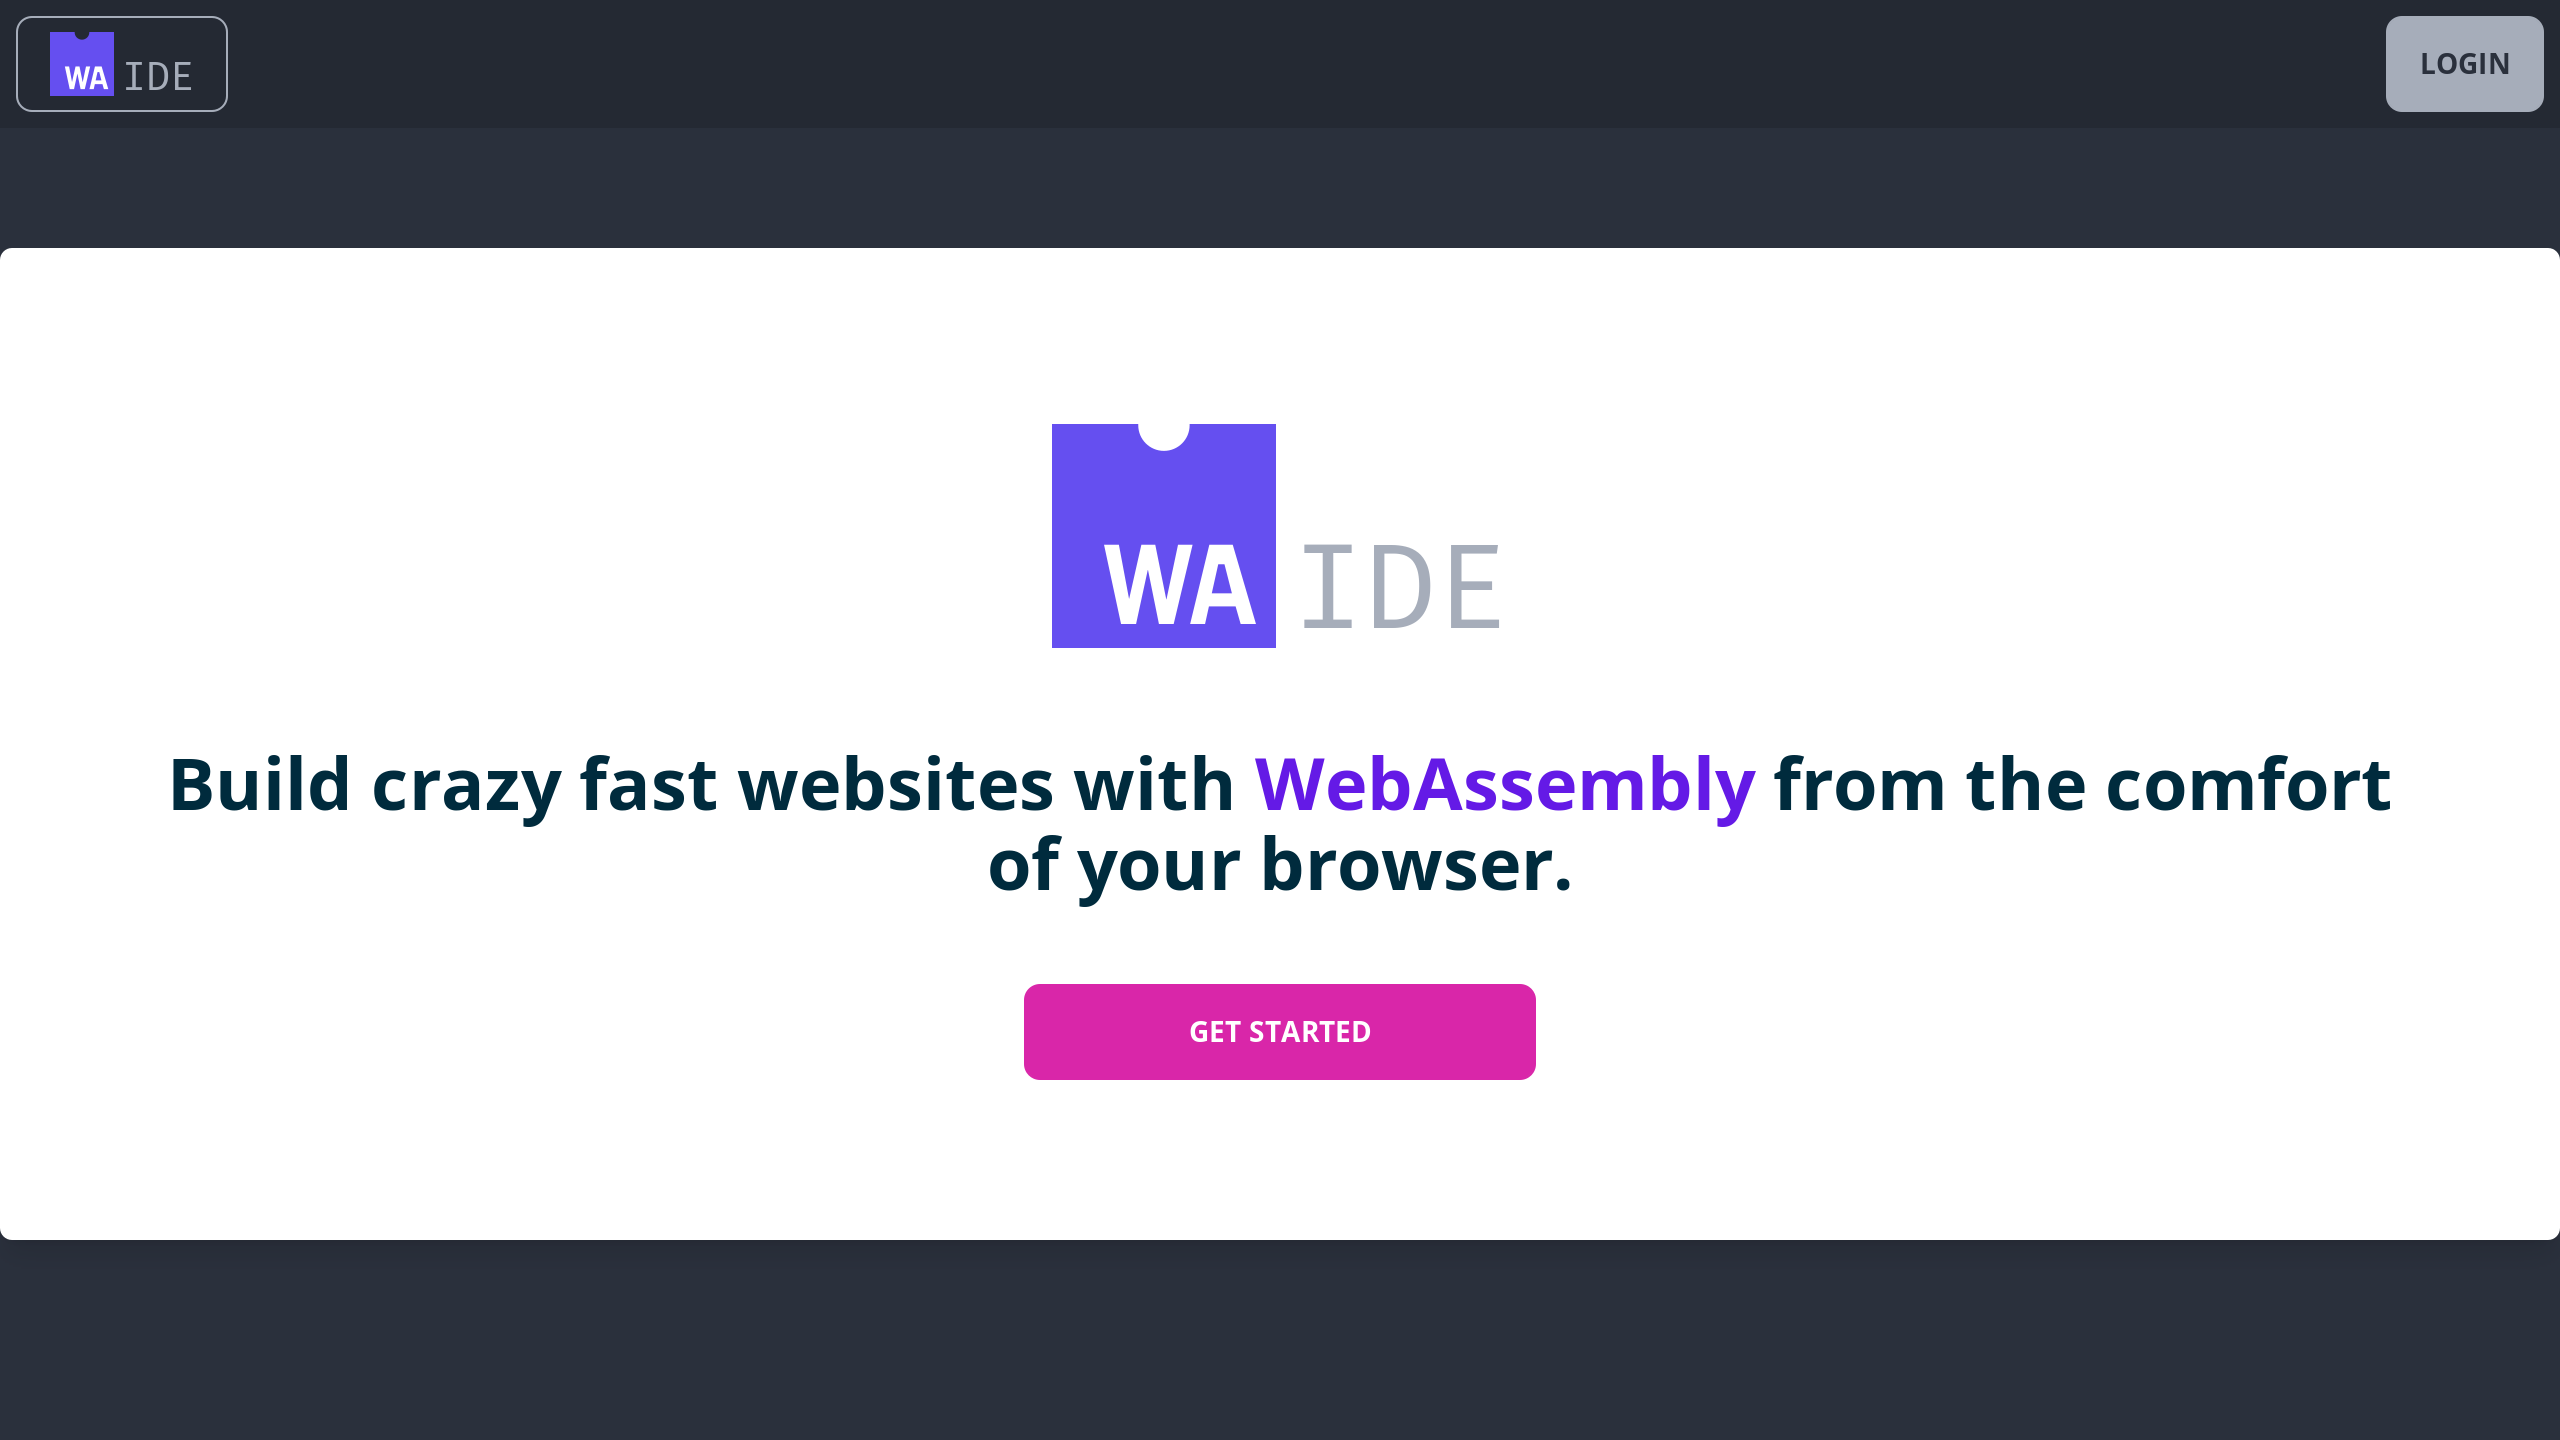 WA IDE
LOGIN
WA IDE
Build crazy fast websites with WebAssembly from the comfort
of your browser.
GET STARTED